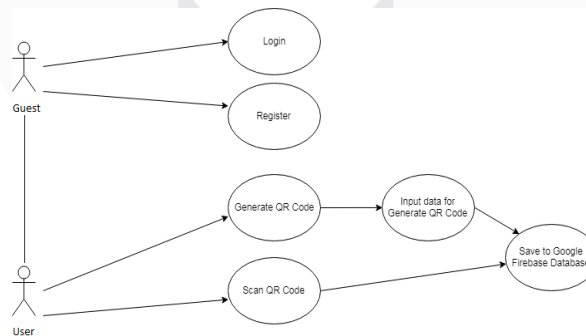 Login
Guest
Register
Generate QR Code
Input data for
Generate QR Code
Save to Google
Firebase Database
Scan QR Code
User